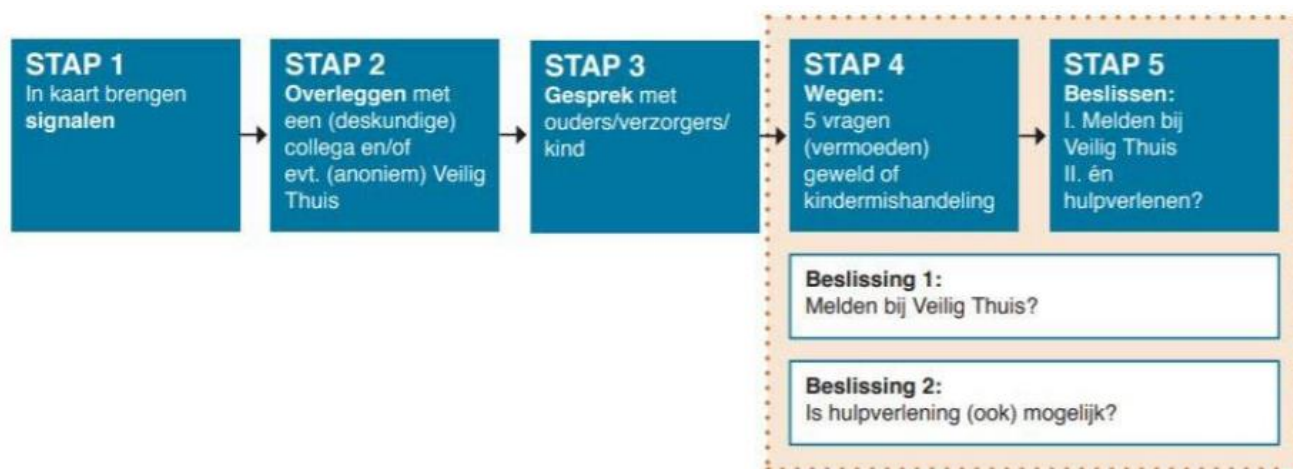 STAP 1
In kaart brengen
signalen
STAP 2
Overleggen met
een (deskundige)
collega en/of
evt. (anoniem) Veilig
Thuis
STAP 3
Gesprek met
ouders/verzorgers/
kind
STAP 4
Wegen:
5 vragen
(vermoeden)
geweld of
kindermishandeling
STAP 5
Beslissen:
I. Melden bij
Veilig Thuis
II. én
hulpverlenen?
Beslissing 1:
Melden bij Veilig Thuis?
Beslissing 2:
Is hulpverlening (ook) mogelijk?